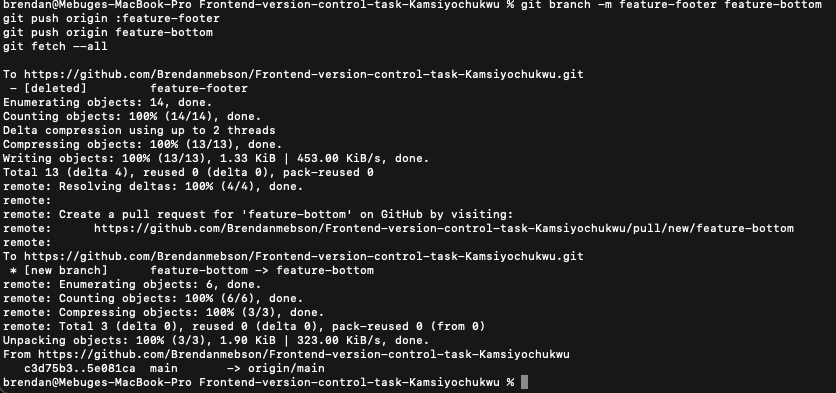 brendan@Mebuges-MacBook-Pro Frontend-version-control-task-Kamsiyochukwu % git branch -m feature-footer feature-bottom
git push origin :feature-footer
git push origin feature-bottom
git fetch --all
To https://github.com/Brendanmebson/Frontend-version-control-task-Kamsiyochukwu.git
 - [deleted]         feature-footer
Enumerating objects: 14, done.
Counting objects: 100% (14/14), done.
Delta compression using up to 2 threads
Compressing objects: 100% (13/13), done.
Writing objects: 100% (13/13), 1.33 KiB | 453.00 KiB/s, done.
Total 13 (delta 4), reused 0 (delta 0), pack-reused 0
remote: Resolving deltas: 100% (4/4), done.
remote:
remote: Create a pull request for 'feature-bottom' on GitHub by visiting:
remote:      https://github.com/Brendanmebson/Frontend-version-control-task-Kamsiyochukwu/pull/new/feature-bottom
remote:
To https://github.com/Brendanmebson/Frontend-version-control-task-Kamsiyochukwu.git
 * [new branch]      feature-bottom -> feature-bottom
remote: Enumerating objects: 6, done.
remote: Counting objects: 100% (6/6), done.
remote: Compressing objects: 100% (3/3), done.
remote: Total 3 (delta 0), reused 0 (delta 0), pack-reused 0 (from 0)
Unpacking objects: 100% (3/3), 1.90 KiB | 323.00 KiB/s, done.
From https://github.com/Brendanmebson/Frontend-version-control-task-Kamsiyochukwu
   c3d75b3..5e081ca  main       -> origin/main
brendan@Mebuges-MacBook-Pro Frontend-version-control-task-Kamsiyochukwu %